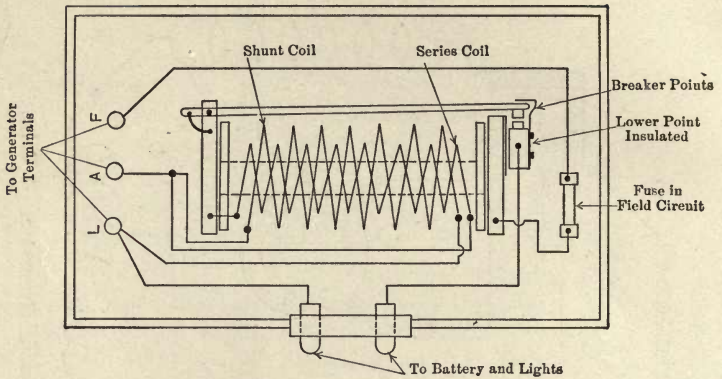 Shunt Coil
Series Coil
Breaker Points
Lower Point
Insulated
Fuse in
Field Circuit
To Generator
Terminals
F
A
L
To Battery and Lights